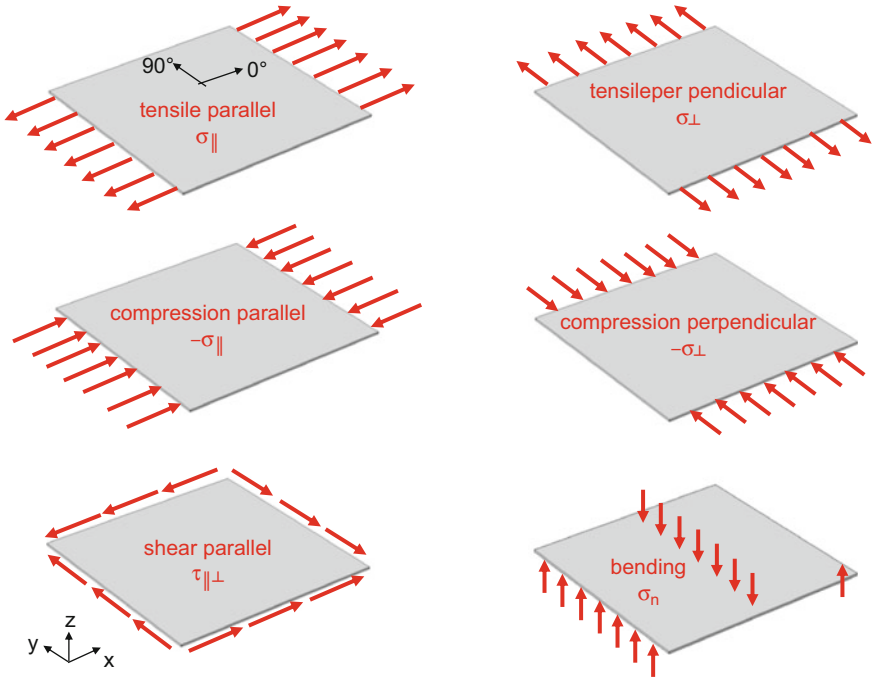 90°
0°
tensile parallel
σ∥
tensileper pendicular
σ⊥
compression parallel
−σ∥
compression perpendicular
−σ⊥
shear parallel
τ∥⊥
bending
σn
z
y
x